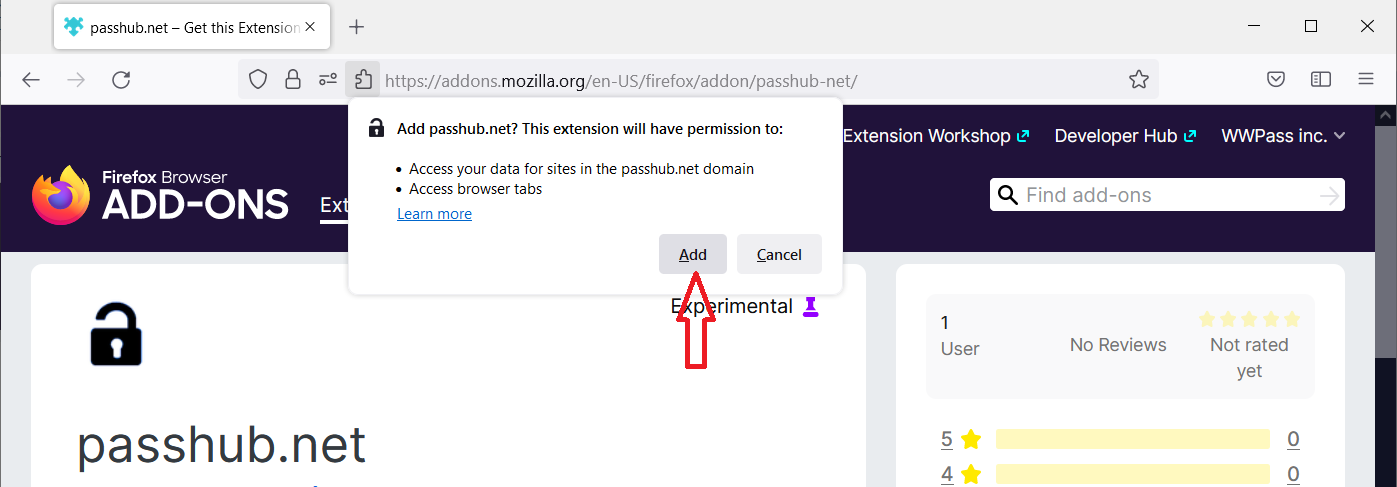 passhub.net – Get this Extension
https://addons.mozilla.org/en-US/firefox/addon/passhub-net/
Add passhub.net? This extension will have permission to:
Access your data for sites in the passhub.net domain
Access browser tabs
Learn more
Add
Cancel
Extension Workshop
Developer Hub
WWPass inc.
Firefox Browser
ADD-ONS
Ext
Find add-ons
Experimental
passhub.net
1
User
No Reviews
Not rated
yet
5
0
4
0